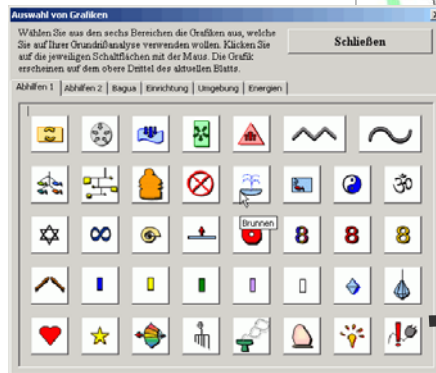 Auswahl von Grafiken
Wählen Sie aus den sechs Bereichen die Grafiken aus, welche
Sie auf Ihrer Grundrißanalyse verwenden wollen. Klicken Sie
auf die jeweiligen Schaltflächen mit der Maus. Die Grafik
erscheinen auf dem obere Drittel des aktuellen Blatts.
Schließen
Abhilfen 1 Abhilfen 2 Bagua Einrichtung Umgebung Energien
Brunnen
8 8 8